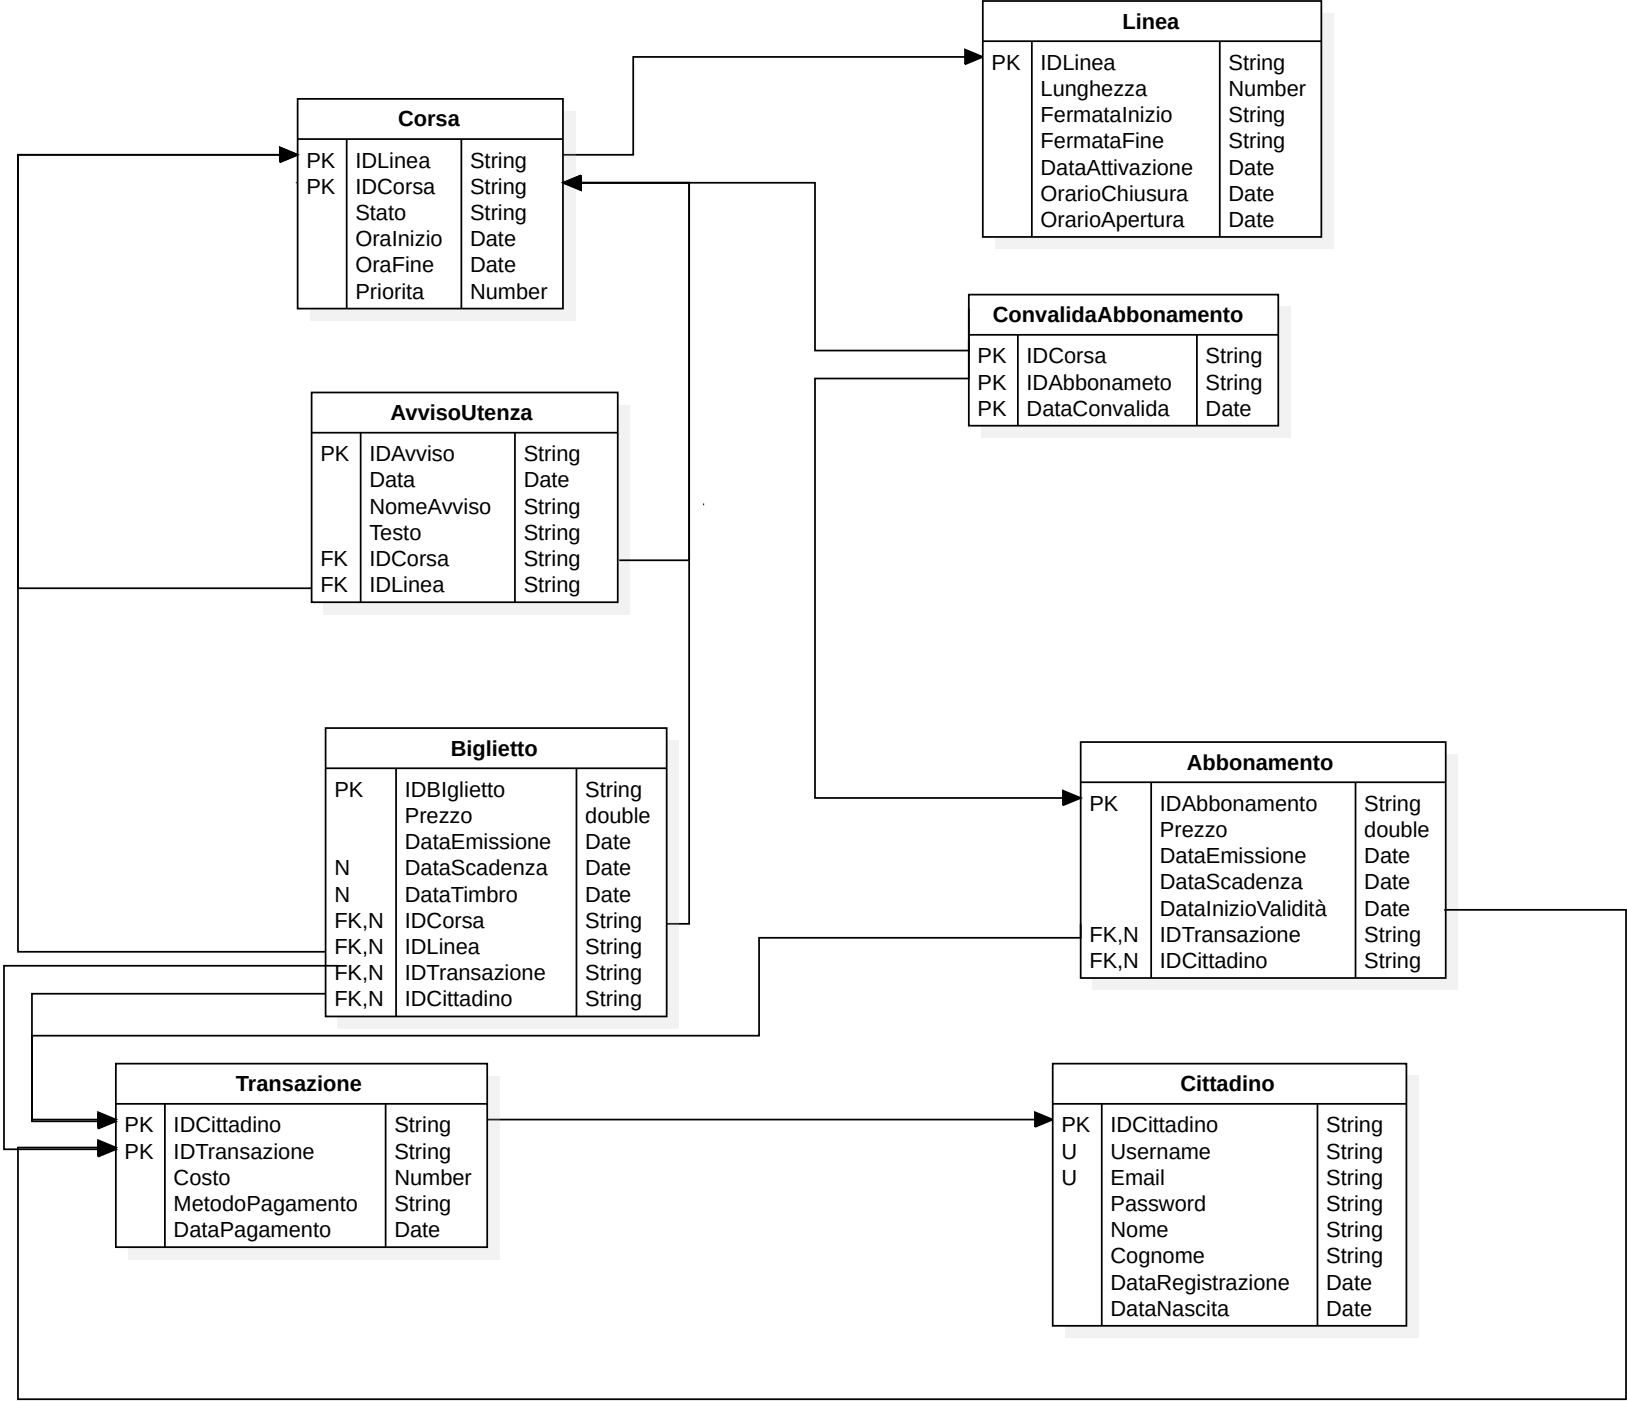 Linea
PK IDLinea String
Lunghezza Number
FermataInizio String
FermataFine String
DataAttivazione Date
OrarioChiusura Date
OrarioApertura Date
Corsa
PK IDLinea String
PK IDCorsa String
Stato String
OraInizio Date
OraFine Date
Priorita Number
ConvalidaAbbonamento
PK IDCorsa String
PK IDAbbonameto String
PK DataConvalida Date
AvvisoUtenza
PK IDAvviso String
Data Date
NomeAvviso String
Testo String
FK IDCorsa String
FK IDLinea String
Biglietto
PK IDBIglietto String
Prezzo double
DataEmissione Date
N DataScadenza Date
N DataTimbro Date
FK,N IDCorsa String
FK,N IDLinea String
FK,N IDTransazione String
FK,N IDCittadino String
Abbonamento
PK IDAbbonamento String
Prezzo double
DataEmissione Date
DataScadenza Date
DataInizioValidità Date
FK,N IDTransazione String
FK,N IDCittadino String
Transazione
PK IDCittadino String
PK IDTransazione String
Costo Number
MetodoPagamento String
DataPagamento Date
Cittadino
PK IDCittadino String
U Username String
U Email String
Password String
Nome String
Cognome String
DataRegistrazione Date
DataNascita Date